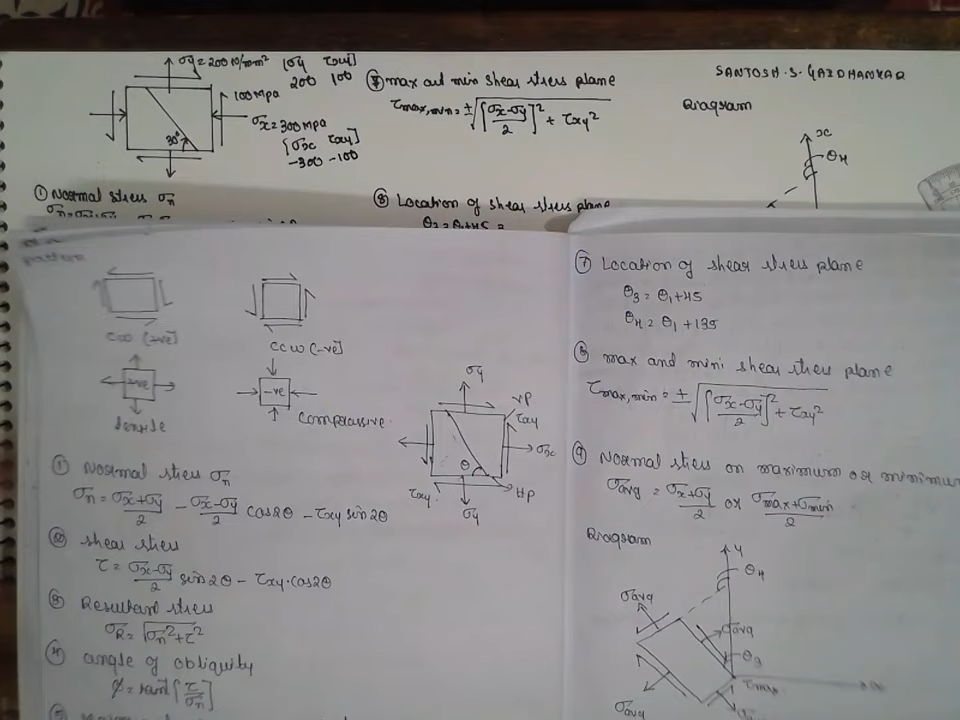 σy = 200 N/mm² [σy τxy]
200 100
100 Mpa
σx = 300 mpa
[σx τxy]
-300 -100
30°
① Normal stress σn
⑦ max and min shear stress plane
τmax,min = ±√[(σx-σy)/2]² + τxy²
⑧ Location of shear stress plane
θ3 = θ1+45 =
SANTOSH.S.GARDHANKAR
Diagram
x
θ4
pattern
CW (+ve)
CCW (-ve)
+ve
-ve
tensile
Compressive
σy
VP
τxy
σx
θ
τxy
HP
σy
① Normal stress σn
σn = (σx+σy)/2 - (σx-σy)/2 cos2θ - τxy sin2θ
② shear stress
τ = (σx-σy)/2 sin2θ - τxy.cos2θ
③ Resultant stress
σR = √σn²+τ²
④ angle of obliquity
φ = tan⁻¹[τ/σn]
⑦ Location of shear stress plane
θ3 = θ1+45
θ4 = θ1+135
⑧ max and mini shear stress plane
τmax,min = ±√[(σx-σy)/2]² + τxy²
⑨ Normal stress on maximum or minimum
σavg = (σx+σy)/2 or (σmax+σmin)/2
Diagram
y
θ4
σavg
σavg
θ3
τmax
σavg